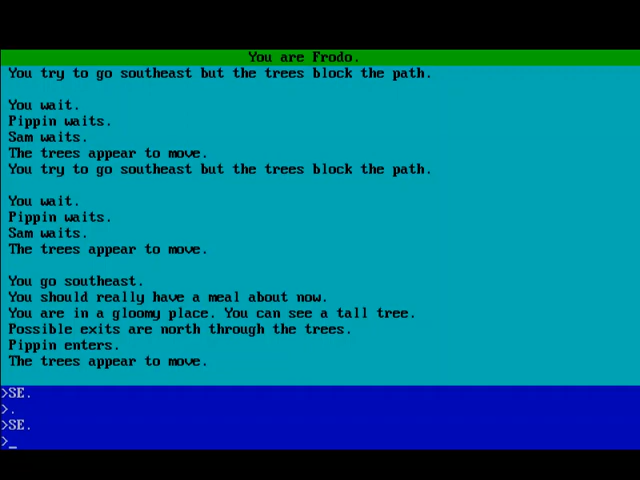 You are Frodo.
You try to go southeast but the trees block the path.
You wait.
Pippin waits.
Sam waits.
The trees appear to move.
You try to go southeast but the trees block the path.
You wait.
Pippin waits.
Sam waits.
The trees appear to move.
You go southeast.
You should really have a meal about now.
You are in a gloomy place. You can see a tall tree.
Possible exits are north through the trees.
Pippin enters.
The trees appear to move.
>SE.
>.
>SE.
>_